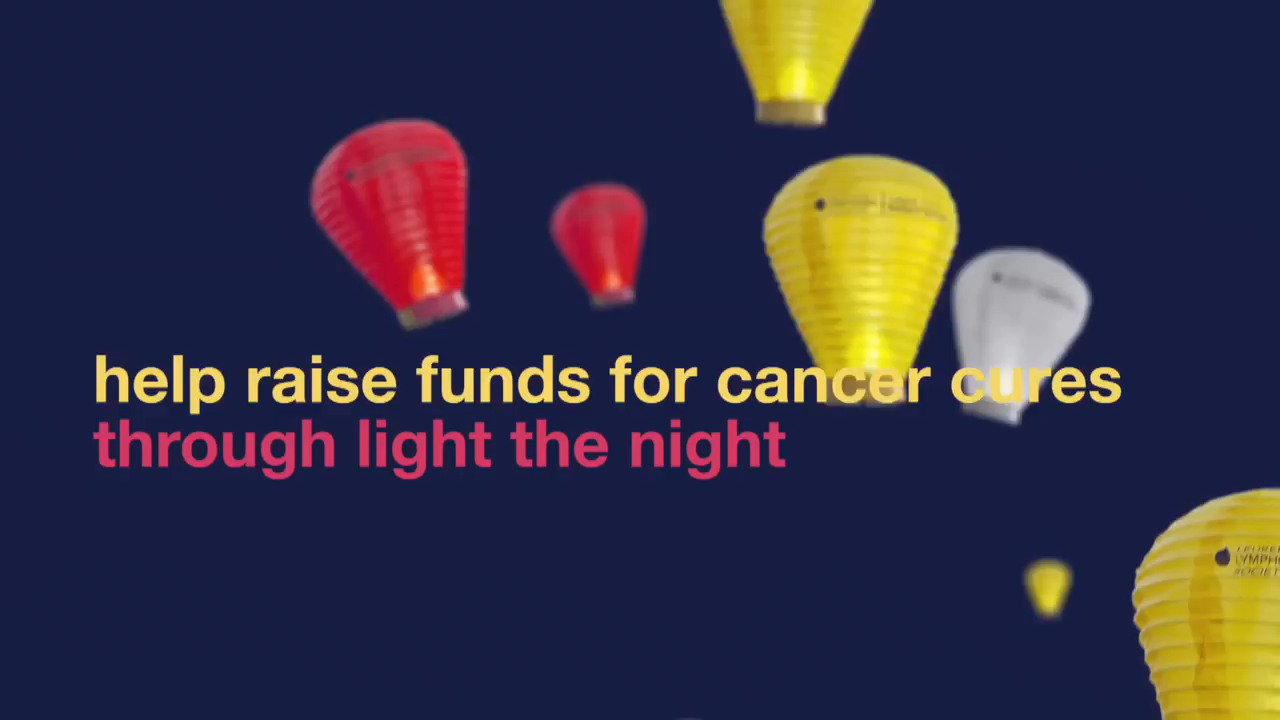 help raise funds for cancer cures
through light the night